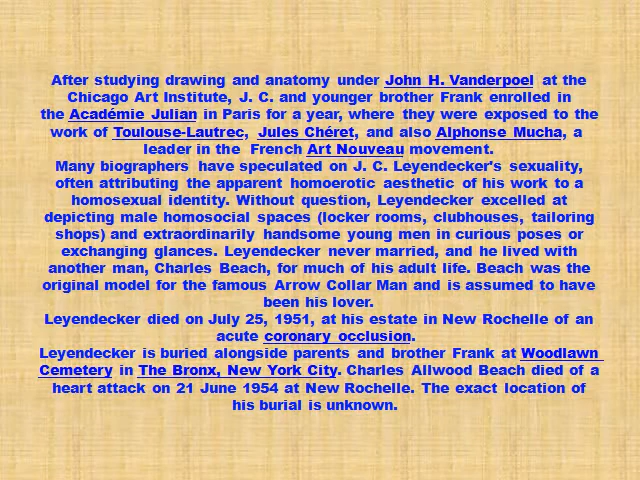 After studying drawing and anatomy under John H. Vanderpoel at the
Chicago Art Institute, J. C. and younger brother Frank enrolled in
the Académie Julian in Paris for a year, where they were exposed to the
work of Toulouse-Lautrec, Jules Chéret, and also Alphonse Mucha, a
leader in the French Art Nouveau movement.
Many biographers have speculated on J. C. Leyendecker's sexuality,
often attributing the apparent homoerotic aesthetic of his work to a
homosexual identity. Without question, Leyendecker excelled at
depicting male homosocial spaces (locker rooms, clubhouses, tailoring
shops) and extraordinarily handsome young men in curious poses or
exchanging glances. Leyendecker never married, and he lived with
another man, Charles Beach, for much of his adult life. Beach was the
original model for the famous Arrow Collar Man and is assumed to have
been his lover.
Leyendecker died on July 25, 1951, at his estate in New Rochelle of an
acute coronary occlusion.
Leyendecker is buried alongside parents and brother Frank at Woodlawn
Cemetery in The Bronx, New York City. Charles Allwood Beach died of a
heart attack on 21 June 1954 at New Rochelle. The exact location of
his burial is unknown.